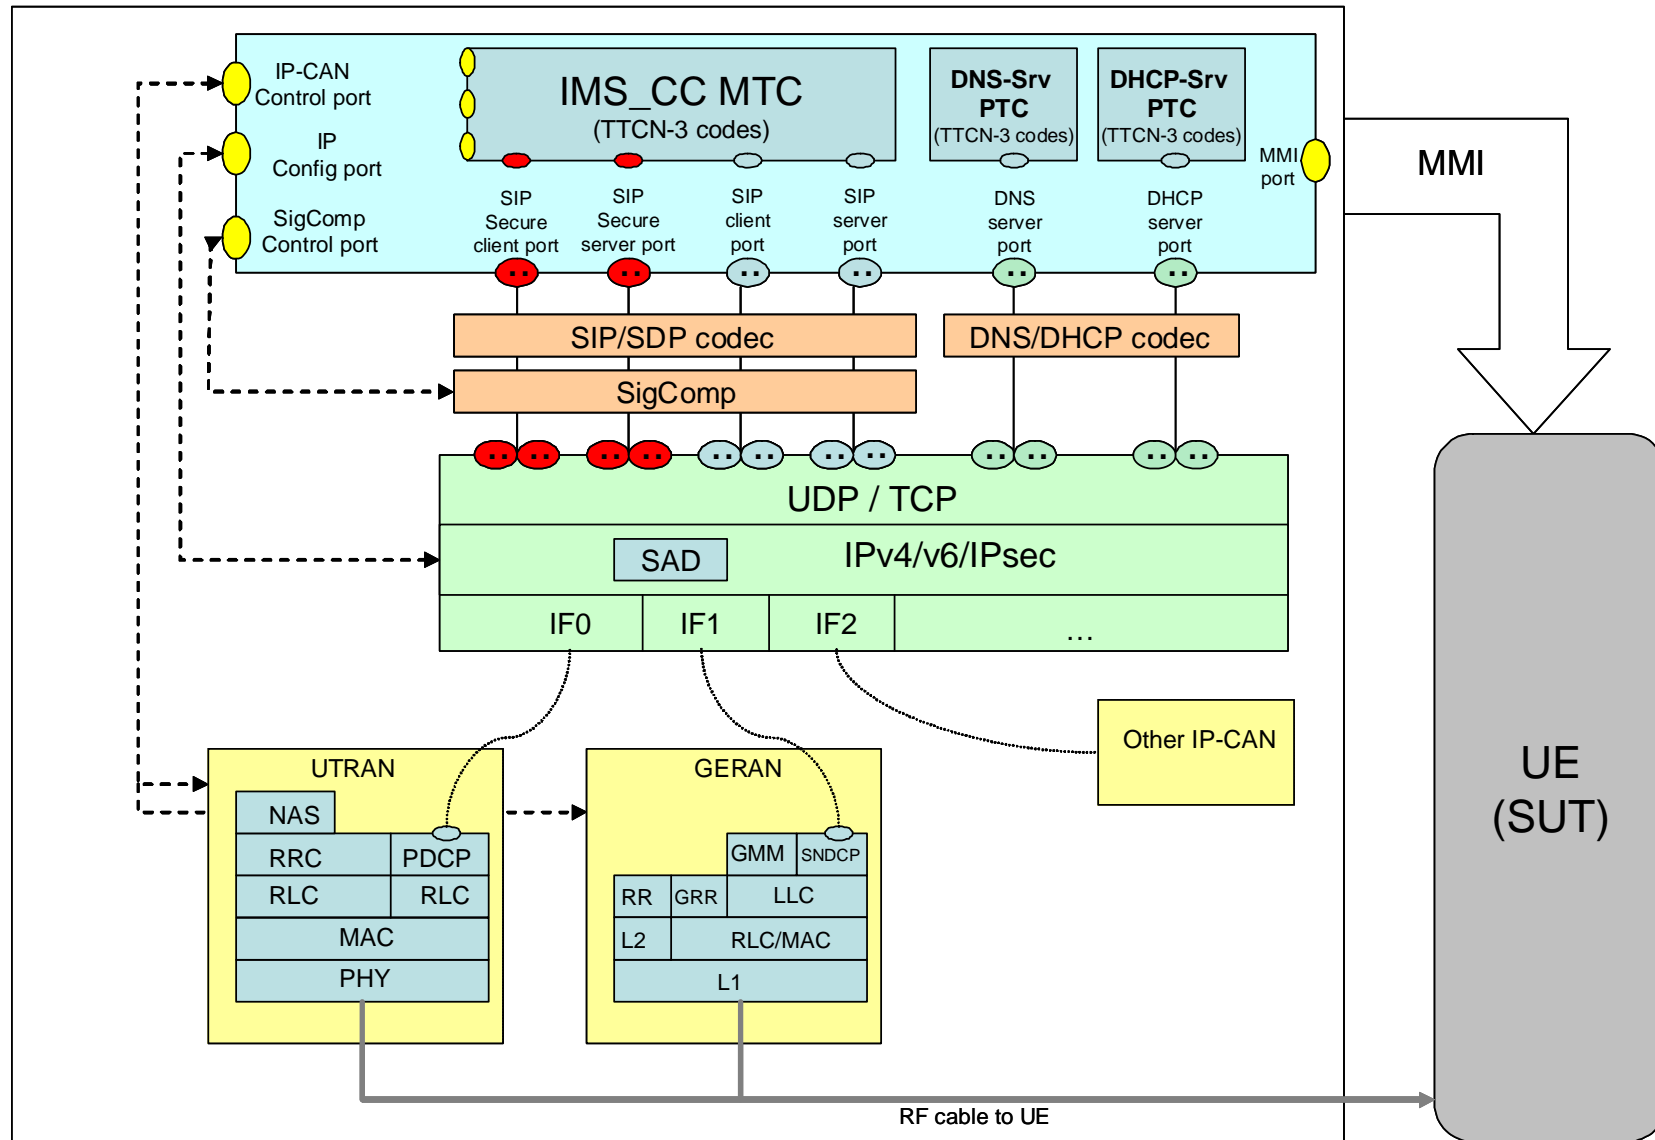 IP-CAN
Control port
IP
Config port
SigComp
Control port
IMS_CC MTC
(TTCN-3 codes)
DNS-Srv
PTC
(TTCN-3 codes)
DHCP-Srv
PTC
(TTCN-3 codes)
MMI
port
MMI
SIP
Secure
client port
SIP
Secure
server port
SIP
client
port
SIP
server
port
DNS
server
port
DHCP
server
port
SIP/SDP codec
DNS/DHCP codec
SigComp
UDP / TCP
SAD
IPv4/v6/IPsec
IF0
IF1
IF2
...
Other IP-CAN
UE
(SUT)
UTRAN
NAS
RRC
PDCP
RLC
RLC
MAC
PHY
GERAN
GMM
SNDCP
RR
GRR
LLC
L2
RLC/MAC
L1
RF cable to UE